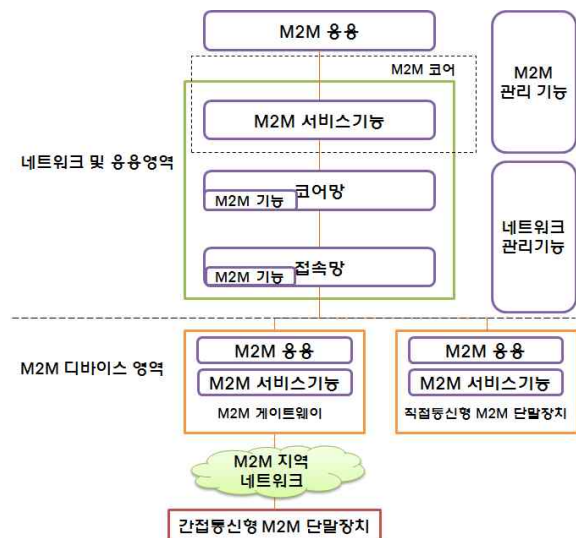 M2M 응용
M2M 코어
M2M
관리 기능
M2M 서비스기능
네트워크 및 응용영역
코어망
M2M 기능
네트워크
관리기능
접속망
M2M 기능
M2M 디바이스 영역
M2M 응용
M2M 서비스기능
M2M 게이트웨이
M2M 응용
M2M 서비스기능
직접통신형 M2M 단말장치
M2M 지역
네트워크
간접통신형 M2M 단말장치